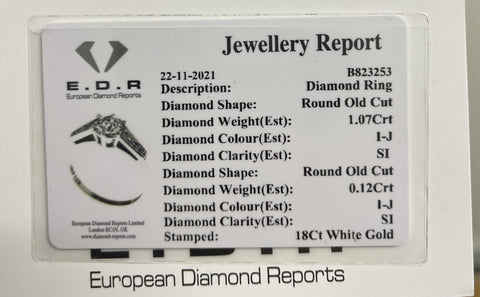 E.D.R
European Diamond Reports
Jewellery Report
22-11-2021 B823253
Description: Diamond Ring
Diamond Shape: Round Old Cut
Diamond Weight(Est): 1.07Crt
Diamond Colour(Est): I-J
Diamond Clarity(Est): SI
Diamond Shape: Round Old Cut
Diamond Weight(Est): 0.12Crt
Diamond Colour(Est): I-J
Diamond Clarity(Est): SI
Stamped: 18Ct White Gold
European Diamond Reports Limited
London EC1N, UK
www.diamond-reports.com
European Diamond Reports